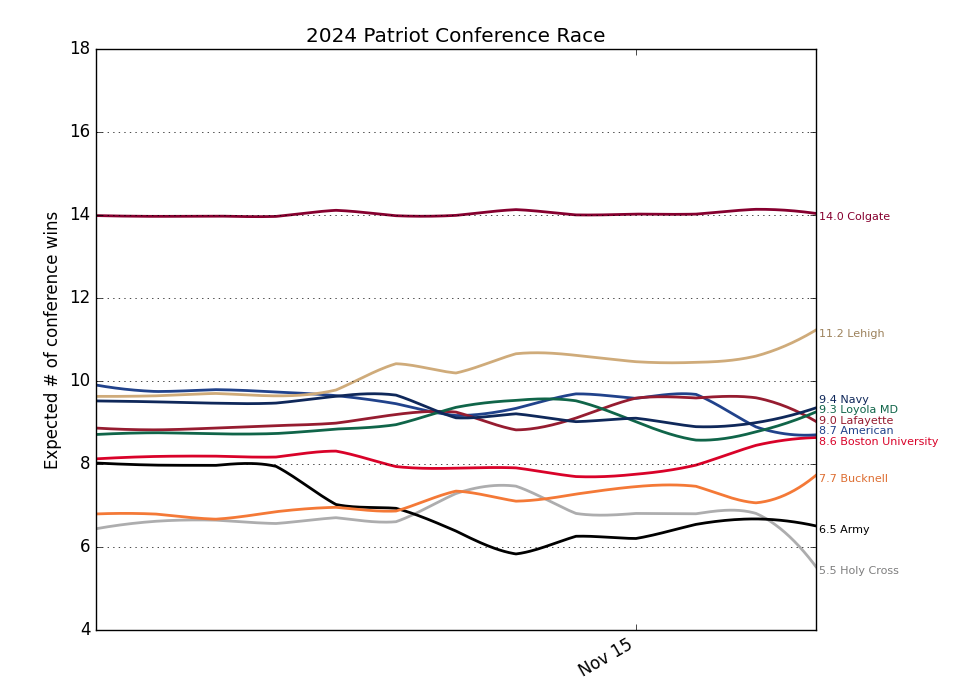 2024 Patriot Conference Race
Expected # of conference wins
18
16
14
12
10
8
6
4
Nov 15
14.0 Colgate
11.2 Lehigh
9.4 Navy
9.3 Loyola MD
9.0 Lafayette
8.7 American
8.6 Boston University
7.7 Bucknell
6.5 Army
5.5 Holy Cross